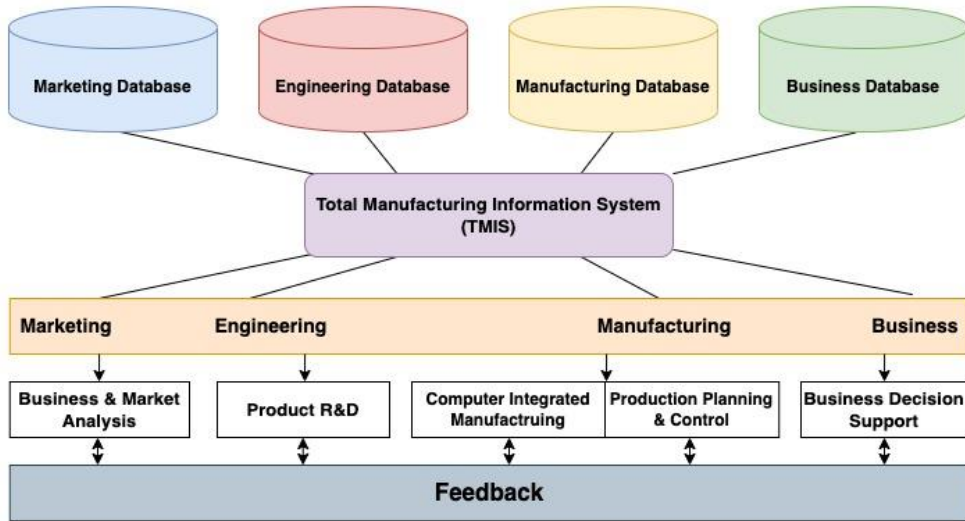 Marketing Database
Engineering Database
Manufacturing Database
Business Database
Total Manufacturing Information System
(TMIS)
Marketing
Engineering
Manufacturing
Business
Business & Market
Analysis
Product R&D
Computer Integrated
Manufactruing
Production Planning
& Control
Business Decision
Support
Feedback